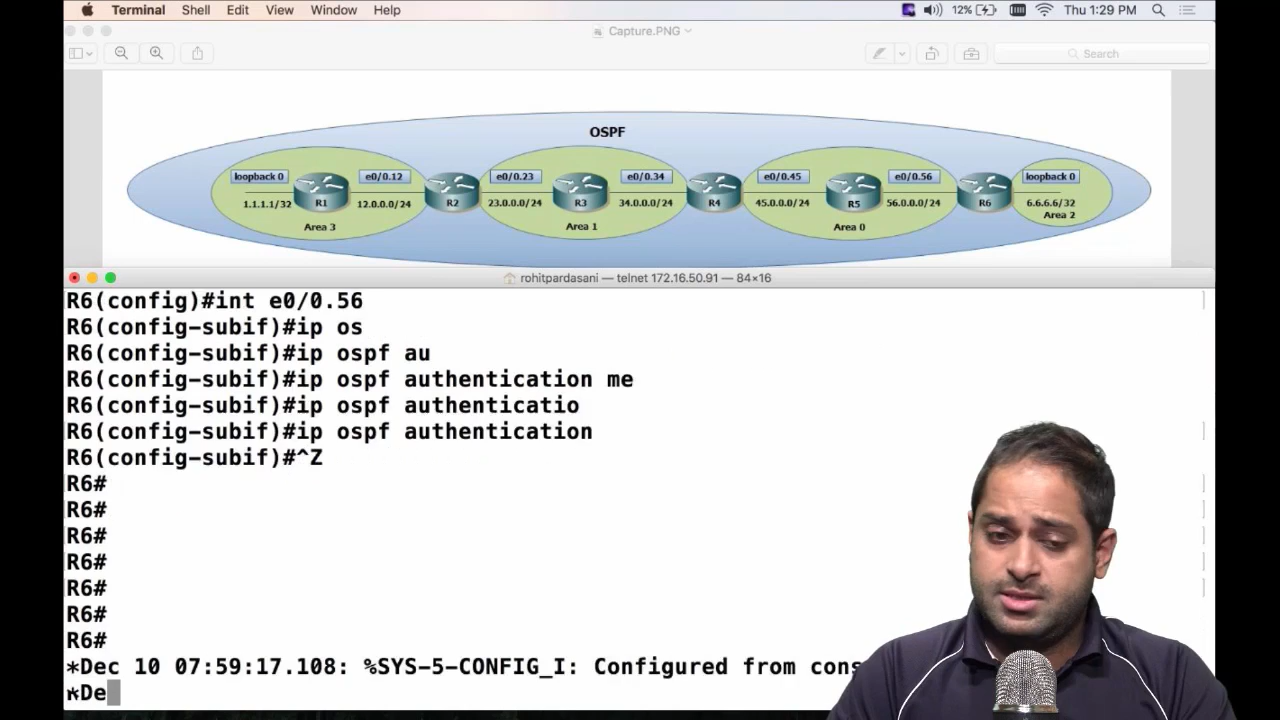 Terminal Shell Edit View Window Help 12% Thu 1:29 PM
Capture.PNG
Search
OSPF
loopback 0 e0/0.12 e0/0.23 e0/0.34 e0/0.45 e0/0.56 loopback 0
R1 R2 R3 R4 R5 R6
1.1.1.1/32 12.0.0.0/24 23.0.0.0/24 34.0.0.0/24 45.0.0.0/24 56.0.0.0/24 6.6.6.6/32
Area 3 Area 1 Area 0 Area 2
rohitpardasani — telnet 172.16.50.91 — 84×16
R6(config)#int e0/0.56
R6(config-subif)#ip os
R6(config-subif)#ip ospf au
R6(config-subif)#ip ospf authentication me
R6(config-subif)#ip ospf authenticatio
R6(config-subif)#ip ospf authentication
R6(config-subif)#^Z
R6#
R6#
R6#
R6#
R6#
R6#
R6#
*Dec 10 07:59:17.108: %SYS-5-CONFIG_I: Configured from cons
*De